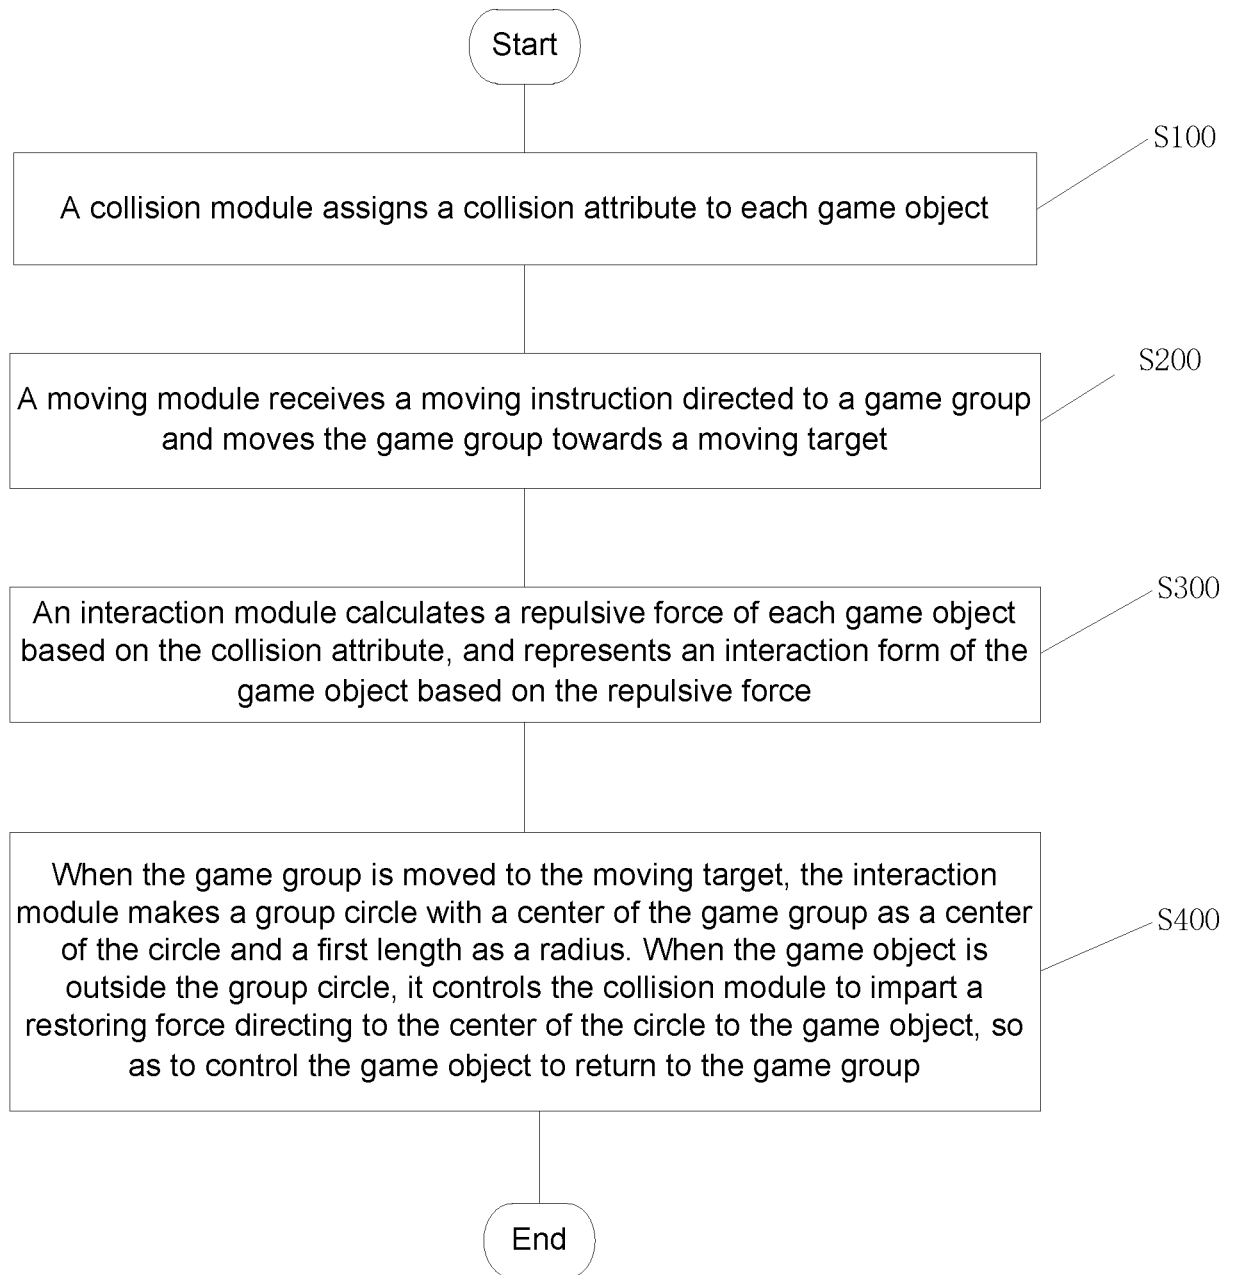 Start
S100
A collision module assigns a collision attribute to each game object
S200
A moving module receives a moving instruction directed to a game group
and moves the game group towards a moving target
S300
An interaction module calculates a repulsive force of each game object
based on the collision attribute, and represents an interaction form of the
game object based on the repulsive force
When the game group is moved to the moving target, the interaction
module makes a group circle with a center of the game group as a center
S400
of the circle and a first length as a radius. When the game object is
outside the group circle, it controls the collision module to impart a
restoring force directing to the center of the circle to the game object, so
as to control the game object to return to the game group
End